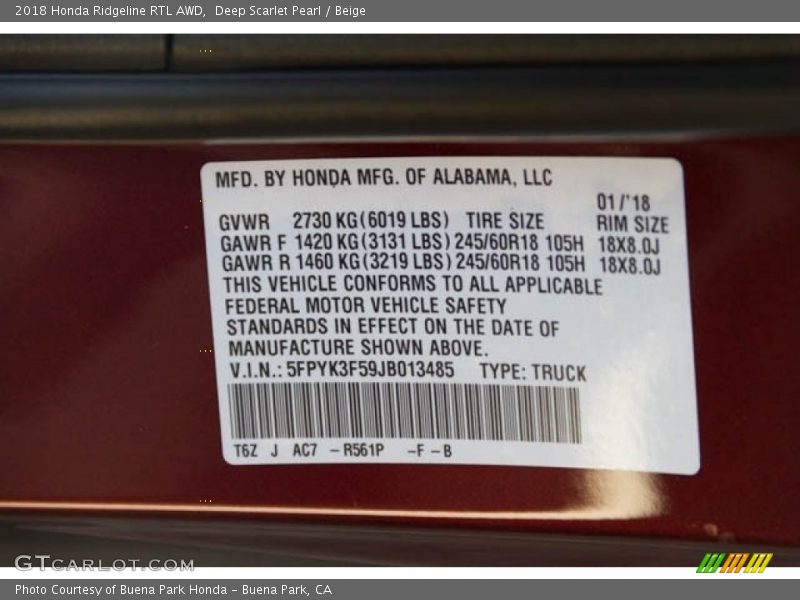 2018 Honda Ridgeline RTL AWD,  Deep Scarlet Pearl / Beige
MFD. BY HONDA MFG. OF ALABAMA, LLC
01/'18
GVWR 2730 KG(6019 LBS) TIRE SIZE RIM SIZE
GAWR F 1420 KG(3131 LBS) 245/60R18 105H 18X8.0J
GAWR R 1460 KG(3219 LBS) 245/60R18 105H 18X8.0J
THIS VEHICLE CONFORMS TO ALL APPLICABLE
FEDERAL MOTOR VEHICLE SAFETY
STANDARDS IN EFFECT ON THE DATE OF
MANUFACTURE SHOWN ABOVE.
V.I.N.: 5FPYK3F59JB013485 TYPE: TRUCK
T6Z J AC7 -R561P -F-B
GTCARLOT.COM
Photo Courtesy of Buena Park Honda - Buena Park, CA